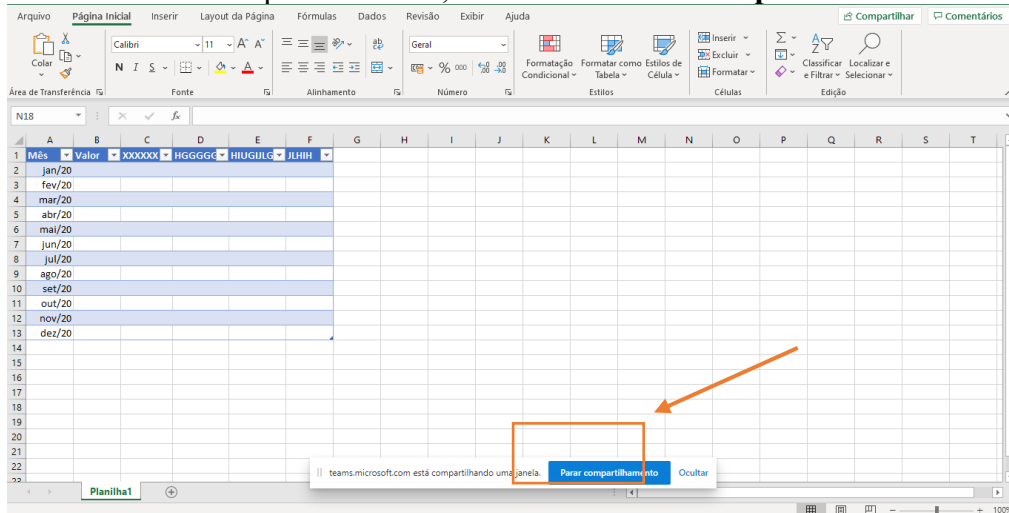 Arquivo Página Inicial Inserir Layout da Página Fórmulas Dados Revisão Exibir Ajuda Compartilhar Comentários
Colar Calibri 11 A A Geral Inserir
N I S A % 000 Formatação Condicional Formatar como Tabela Estilos de Célula Excluir Formatar Classificar e Filtrar Localizar e Selecionar
Área de Transferência Fonte Alinhamento Número Estilos Células Edição
N18 fx
A B C D E F G H I J K L M N O P Q R S T
1 Mês Valor XXXXXX HGGGGG HIUGIJLG JLHIH
2 jan/20
3 fev/20
4 mar/20
5 abr/20
6 mai/20
7 jun/20
8 jul/20
9 ago/20
10 set/20
11 out/20
12 nov/20
13 dez/20
14
15
16
17
18
19
20
21
22 teams.microsoft.com está compartilhando uma janela. Parar compartilhamento Ocultar
23
Planilha1
100%